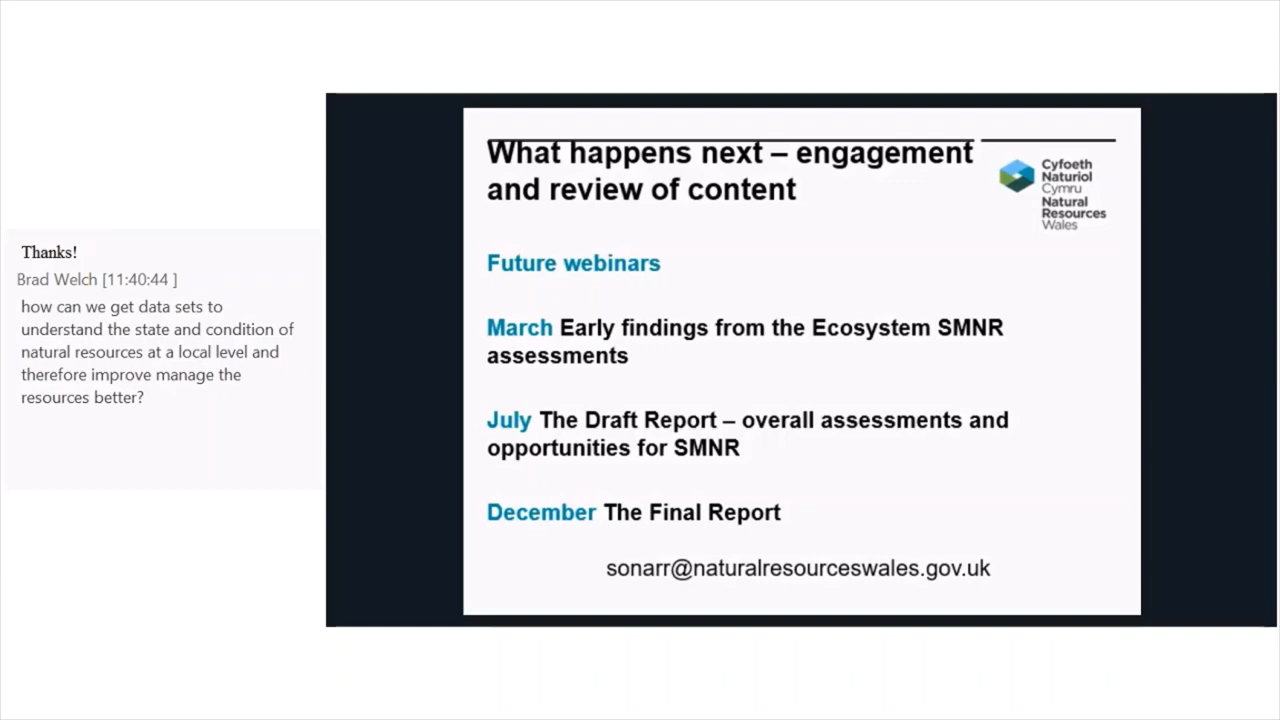 Thanks!
Brad Welch [11:40:44 ]
how can we get data sets to
understand the state and condition of
natural resources at a local level and
therefore improve manage the
resources better?
What happens next – engagement
and review of content
Cyfoeth
Naturiol
Cymru
Natural
Resources
Wales
Future webinars
March Early findings from the Ecosystem SMNR
assessments
July The Draft Report – overall assessments and
opportunities for SMNR
December The Final Report
sonarr@naturalresourceswales.gov.uk